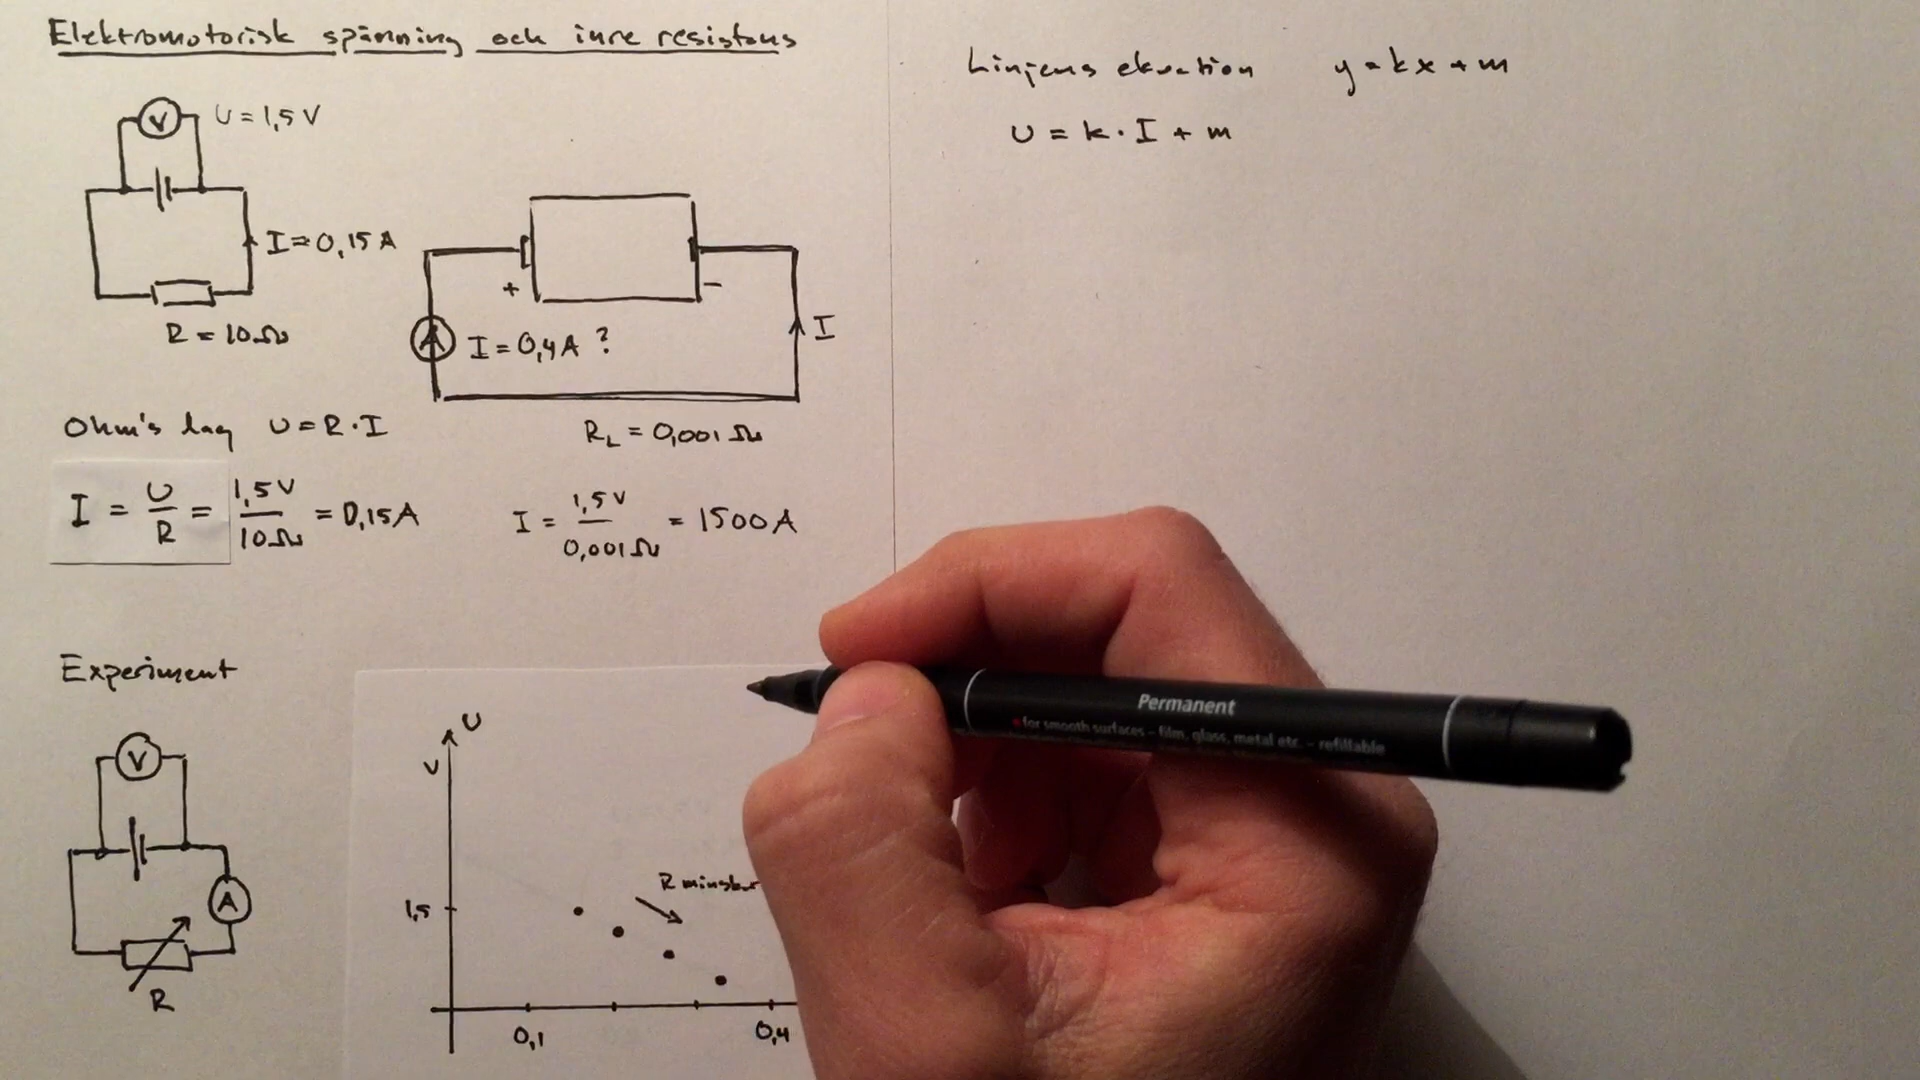 Elektromotorisk spänning och inre resistans
V U = 1,5 V
I = 0,15 A
R = 10 Ω
+ −
A I = 0,4 A ?
I
R_L = 0,001 Ω
Ohm's lag U = R · I
I = U/R = 1,5 V/10 Ω = 0,15 A
I = 1,5 V/0,001 Ω = 1500 A
Experiment
V
A
R
U
V
R minskar
1,5
0,1 0,4
Linjens ekvation y = kx + m
U = k · I + m
Permanent
for smooth surfaces - film, glass, metal etc. - refillable